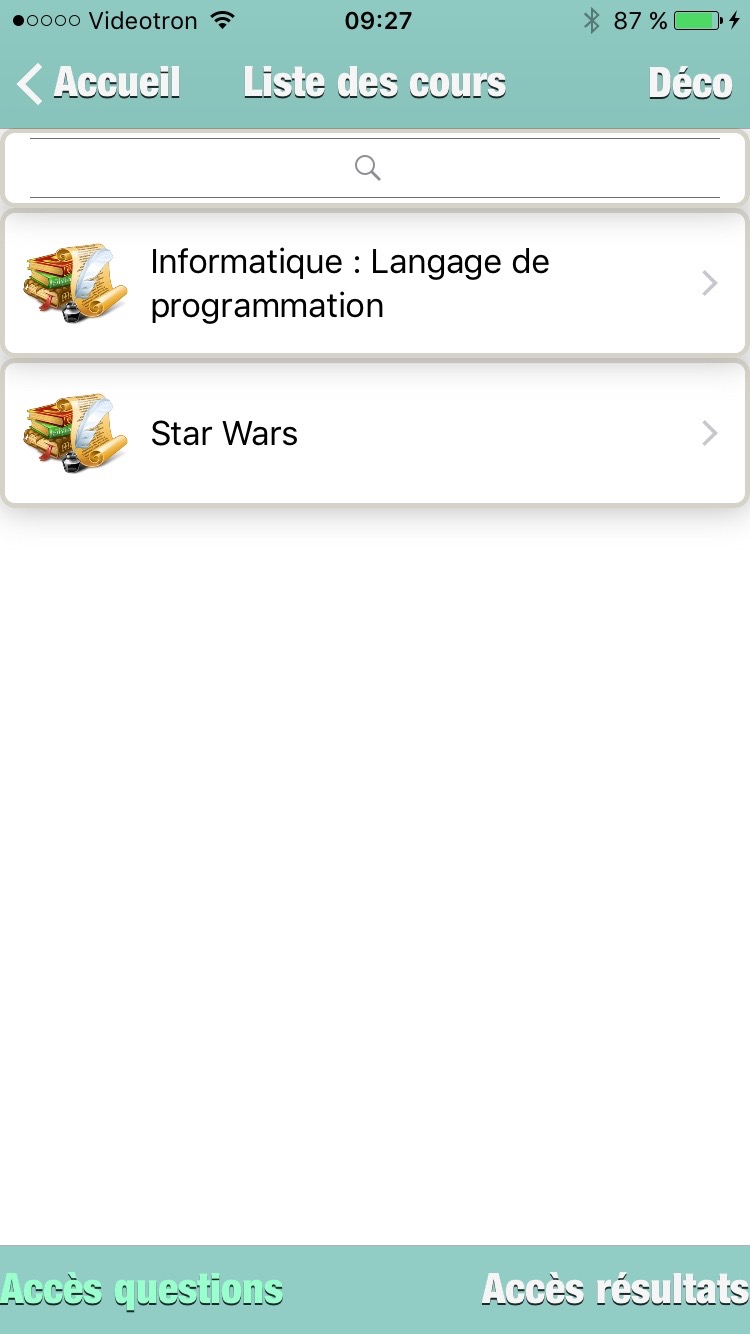 Videotron 09:27 87 %
Accueil Liste des cours Déco
Informatique : Langage de
programmation
Star Wars
Accès questions Accès résultats